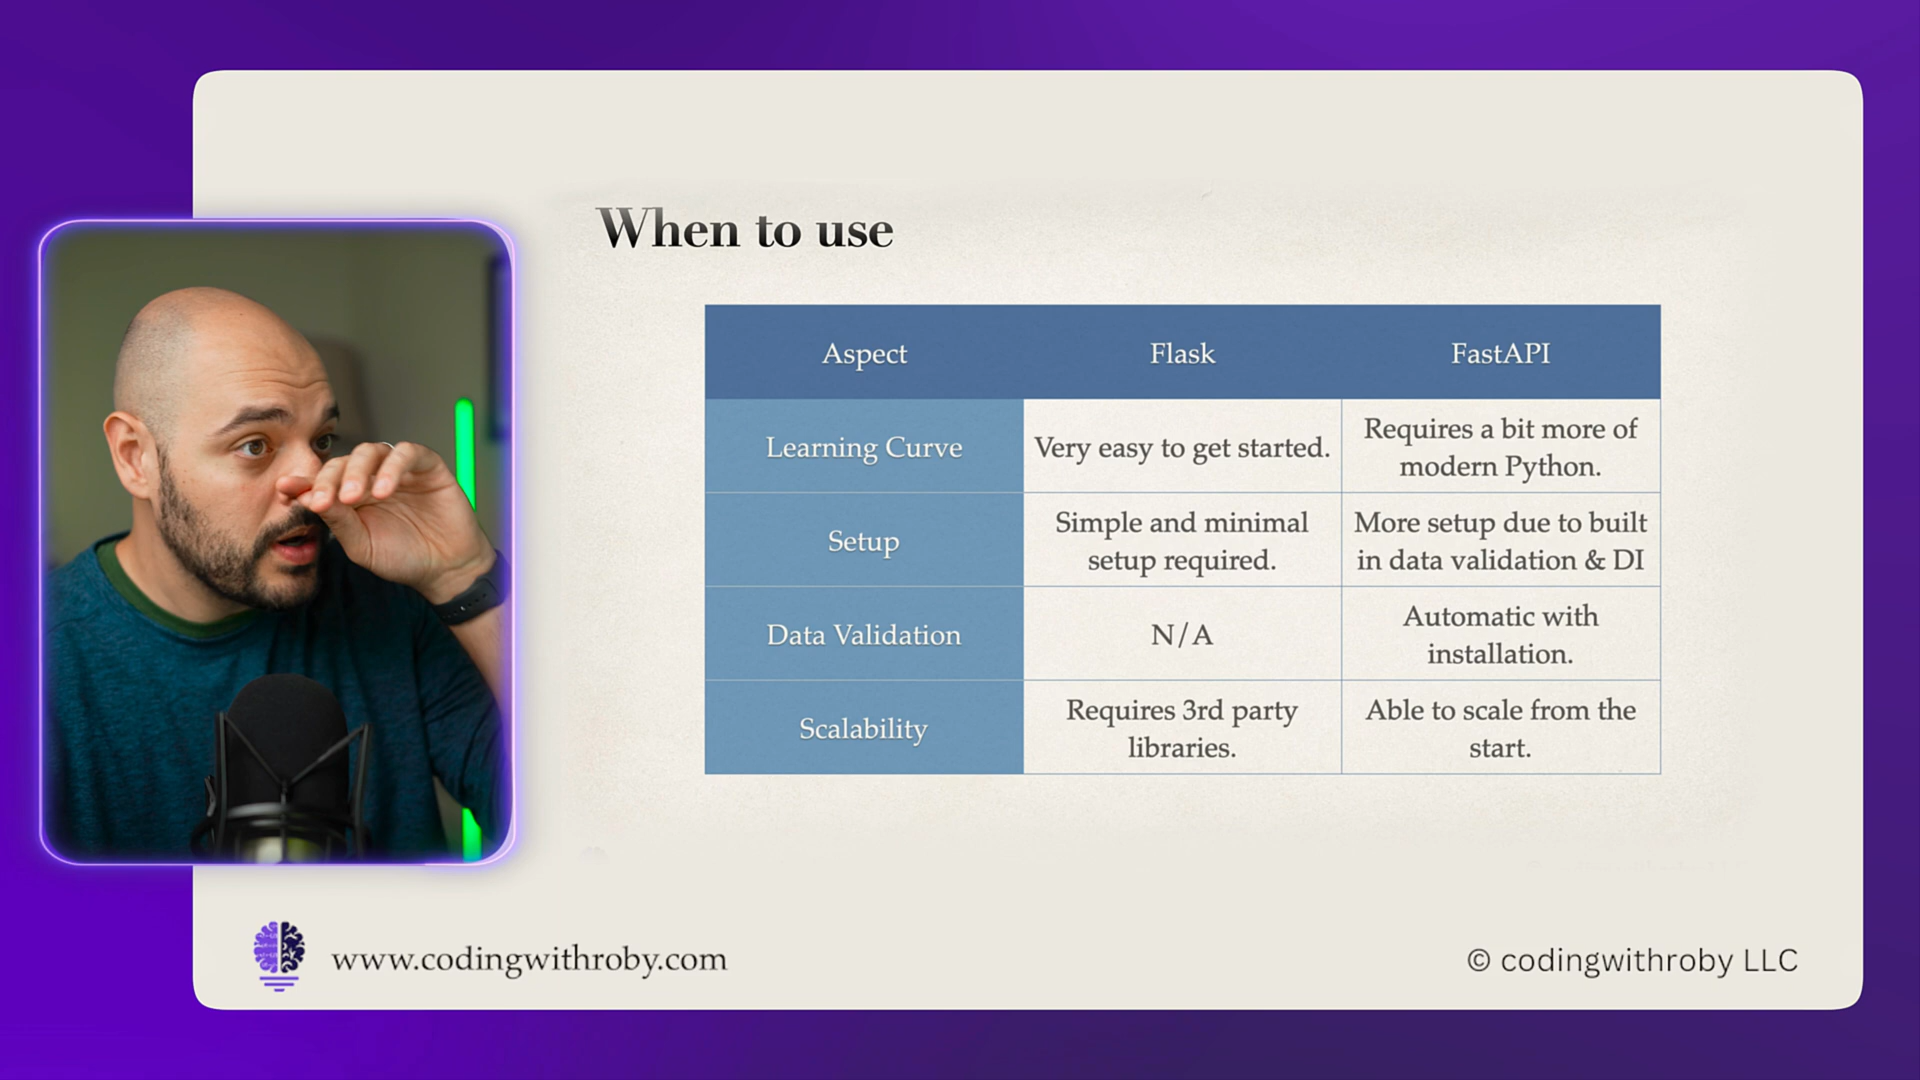 When to use
Aspect
Flask
FastAPI
Learning Curve
Very easy to get started.
Requires a bit more of
modern Python.
Setup
Simple and minimal
setup required.
More setup due to built
in data validation & DI
Data Validation
N/A
Automatic with
installation.
Scalability
Requires 3rd party
libraries.
Able to scale from the
start.
www.codingwithroby.com
© codingwithroby LLC